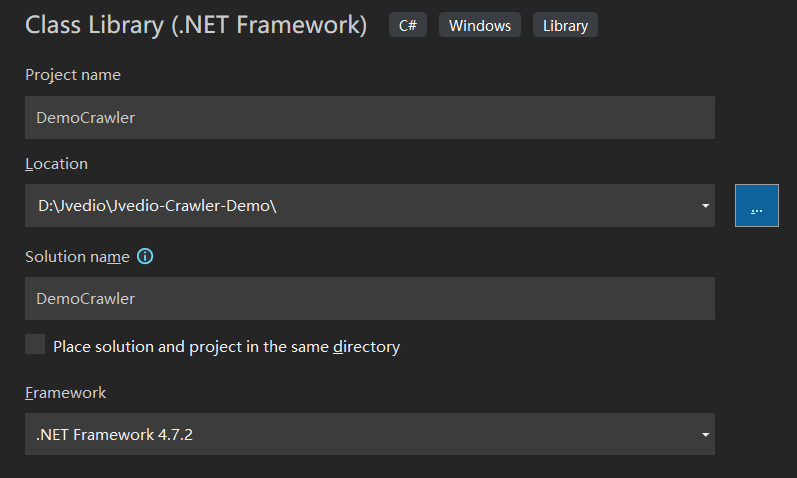 Class Library (.NET Framework) C# Windows Library
Project name
DemoCrawler
Location
D:\Jvedio\Jvedio-Crawler-Demo\
...
Solution name
DemoCrawler
Place solution and project in the same directory
Framework
.NET Framework 4.7.2